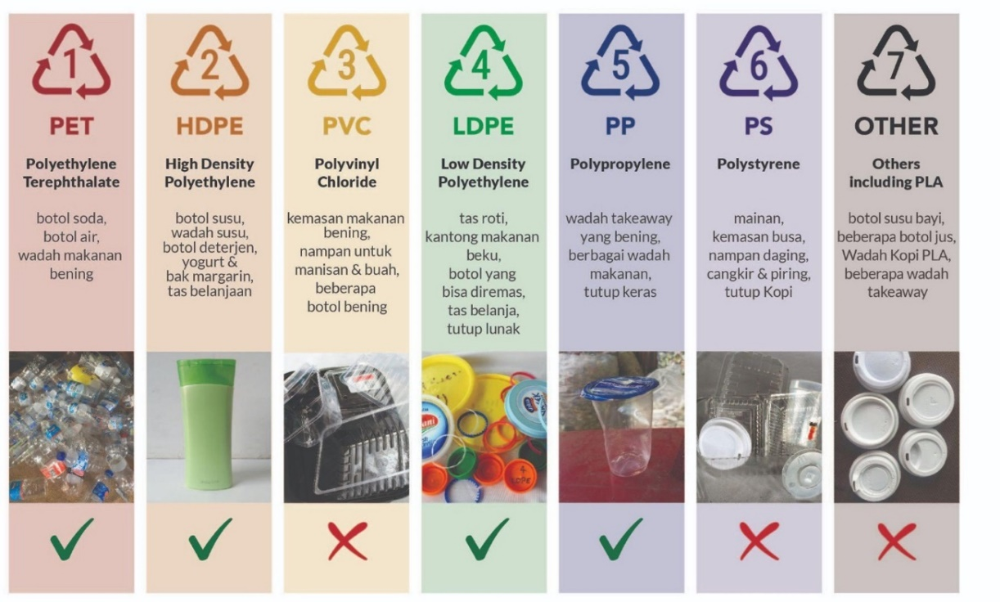 1
PET
Polyethylene
Terephthalate
botol soda,
botol air,
wadah makanan
bening
2
HDPE
High Density
Polyethylene
botol susu,
wadah susu,
botol deterjen,
yogurt &
bak margarin,
tas belanjaan
3
PVC
Polyvinyl
Chloride
kemasan makanan
bening,
nampan untuk
manisan & buah,
beberapa
botol bening
4
LDPE
Low Density
Polyethylene
tas roti,
kantong makanan
beku,
botol yang
bisa diremas,
tas belanja,
tutup lunak
4
LDPE
5
PP
Polypropylene
wadah takeaway
yang bening,
berbagai wadah
makanan,
tutup keras
6
PS
Polystyrene
mainan,
kemasan busa,
nampan daging,
cangkir & piring,
tutup Kopi
7
OTHER
Others
including PLA
botol susu bayi,
beberapa botol jus,
Wadah Kopi PLA,
beberapa wadah
takeaway